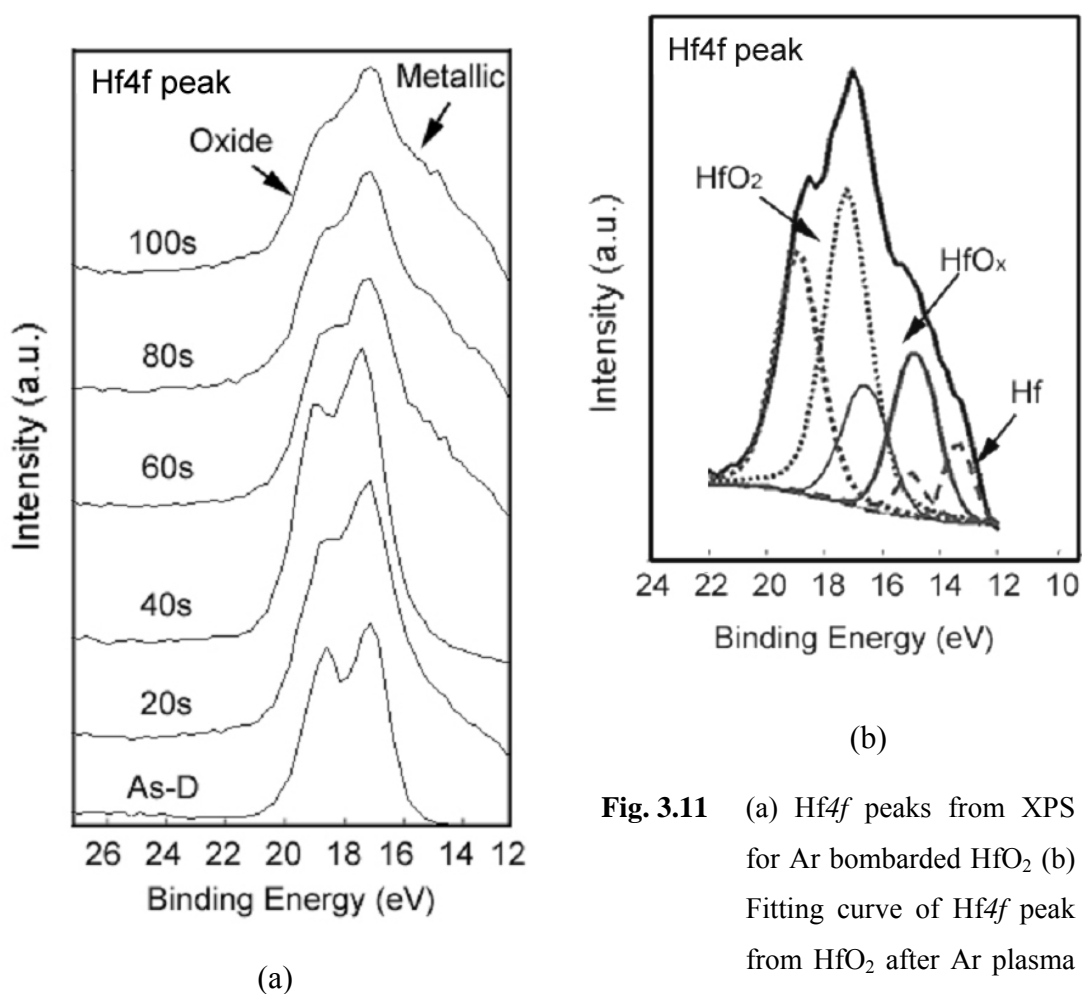 Hf4f peak
Metallic
Oxide
100s
80s
60s
40s
20s
As-D
Intensity (a.u.)
26 24 22 20 18 16 14 12
Binding Energy (eV)
(a)
Hf4f peak
HfO₂
HfOₓ
Hf
Intensity (a.u.)
24 22 20 18 16 14 12 10
Binding Energy (eV)
(b)
Fig. 3.11 (a) Hf4f peaks from XPS
for Ar bombarded HfO₂ (b)
Fitting curve of Hf4f peak
from HfO₂ after Ar plasma